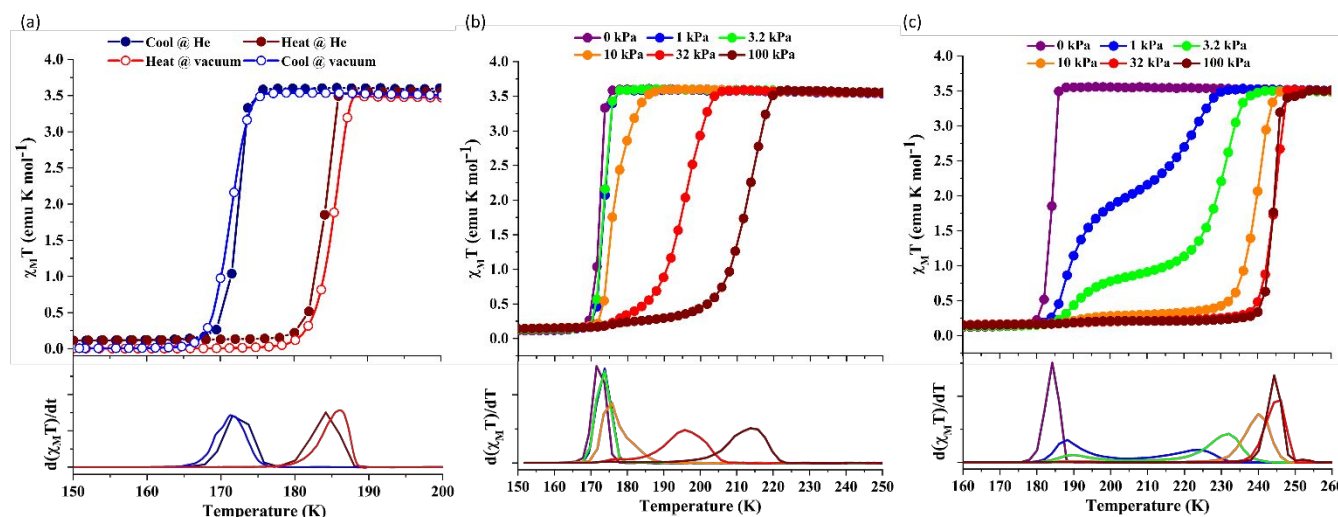 (a)
Cool @ He
Heat @ He
Heat @ vacuum
Cool @ vacuum
4.0
3.5
3.0
2.5
2.0
1.5
1.0
0.5
0.0
χMT (emu K mol⁻¹)
d(χMT)/dt
150 160 170 180 190 200
Temperature (K)
(b)
0 kPa 1 kPa 3.2 kPa
10 kPa 32 kPa 100 kPa
4.0
3.5
3.0
2.5
2.0
1.5
1.0
0.5
0.0
χMT (emu K mol⁻¹)
d(χMT)/dT
150 160 170 180 190 200 210 220 230 240 250
Temperature (K)
(c)
0 kPa 1 kPa 3.2 kPa
10 kPa 32 kPa 100 kPa
4.0
3.5
3.0
2.5
2.0
1.5
1.0
0.5
0.0
χMT (emu K mol⁻¹)
d(χMT)/dT
160 170 180 190 200 210 220 230 240 250 260
Temperature (K)